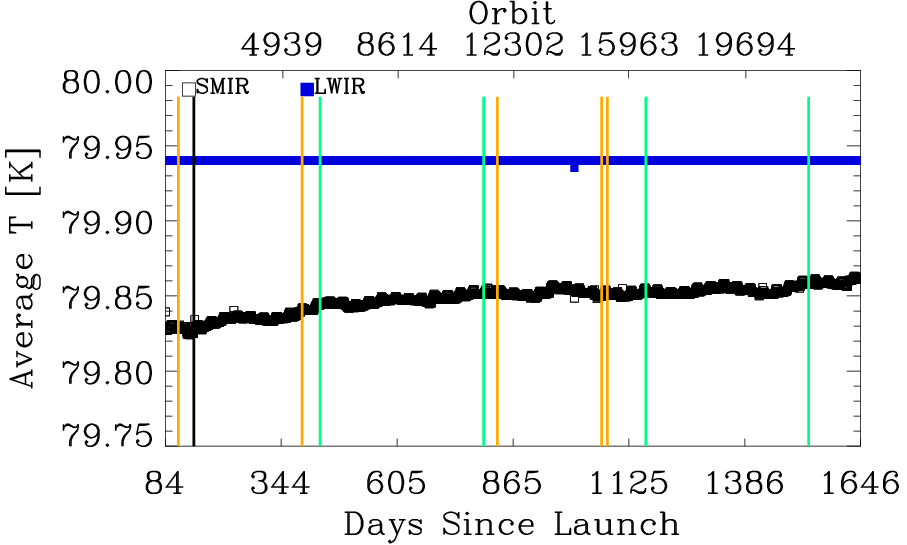 Orbit
4939 8614 12302 15963 19694
SMIR LWIR
80.00
79.95
79.90
79.85
79.80
79.75
Average T [K]
84 344 605 865 1125 1386 1646
Days Since Launch